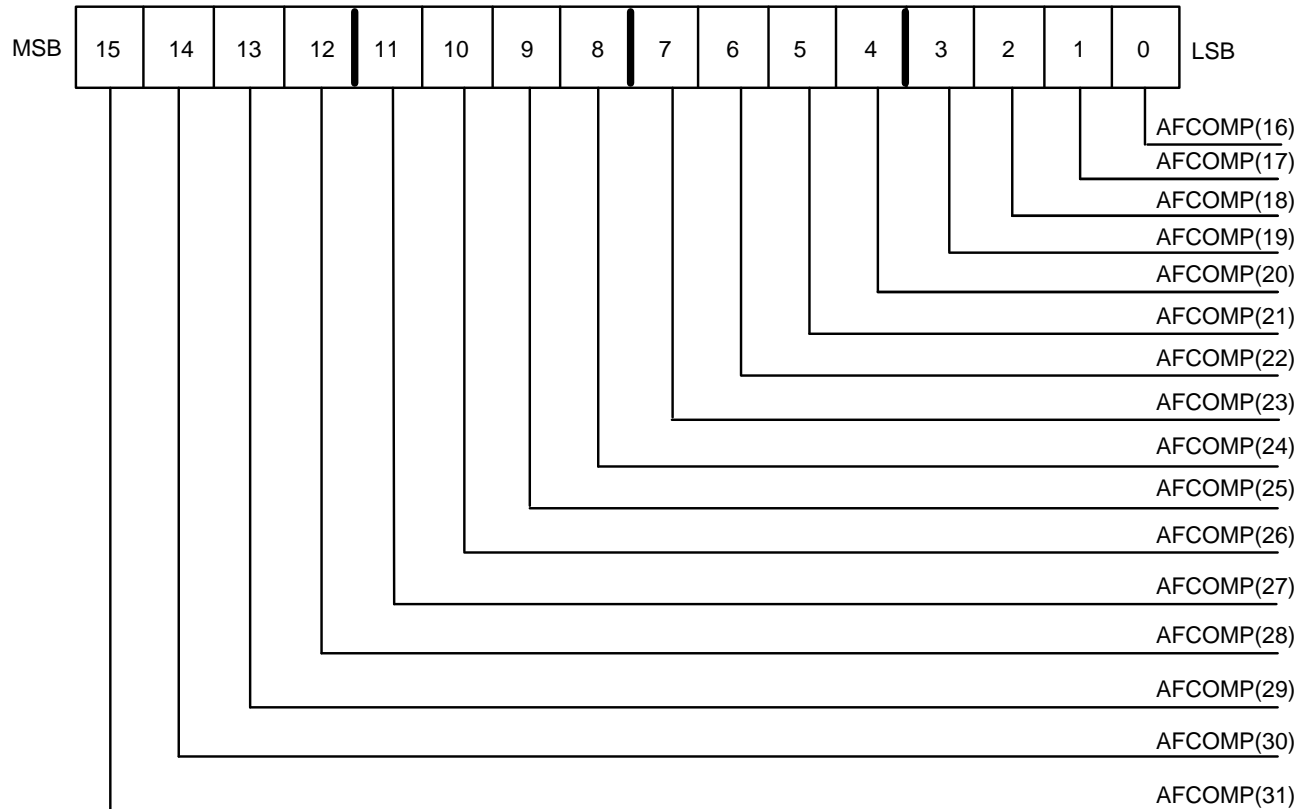 MSB 15 14 13 12 11 10 9 8 7 6 5 4 3 2 1 0 LSB
AFCOMP(16)
AFCOMP(17)
AFCOMP(18)
AFCOMP(19)
AFCOMP(20)
AFCOMP(21)
AFCOMP(22)
AFCOMP(23)
AFCOMP(24)
AFCOMP(25)
AFCOMP(26)
AFCOMP(27)
AFCOMP(28)
AFCOMP(29)
AFCOMP(30)
AFCOMP(31)